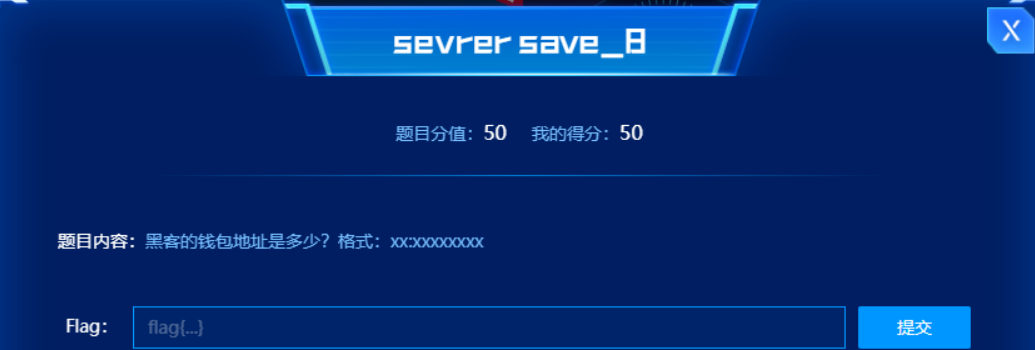 sevrer save_8
X
题目分值：50 我的得分：50
题目内容：黑客的钱包地址是多少？格式：xx:xxxxxxxx
Flag： flag{...} 提交